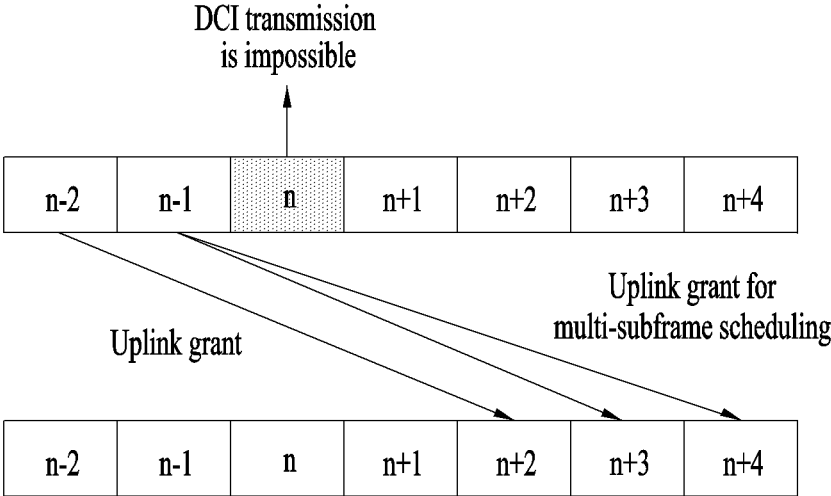 DCI transmission
is impossible
n-2 n-1 n n+1 n+2 n+3 n+4
Uplink grant for
multi-subframe scheduling
Uplink grant
n-2 n-1 n n+1 n+2 n+3 n+4